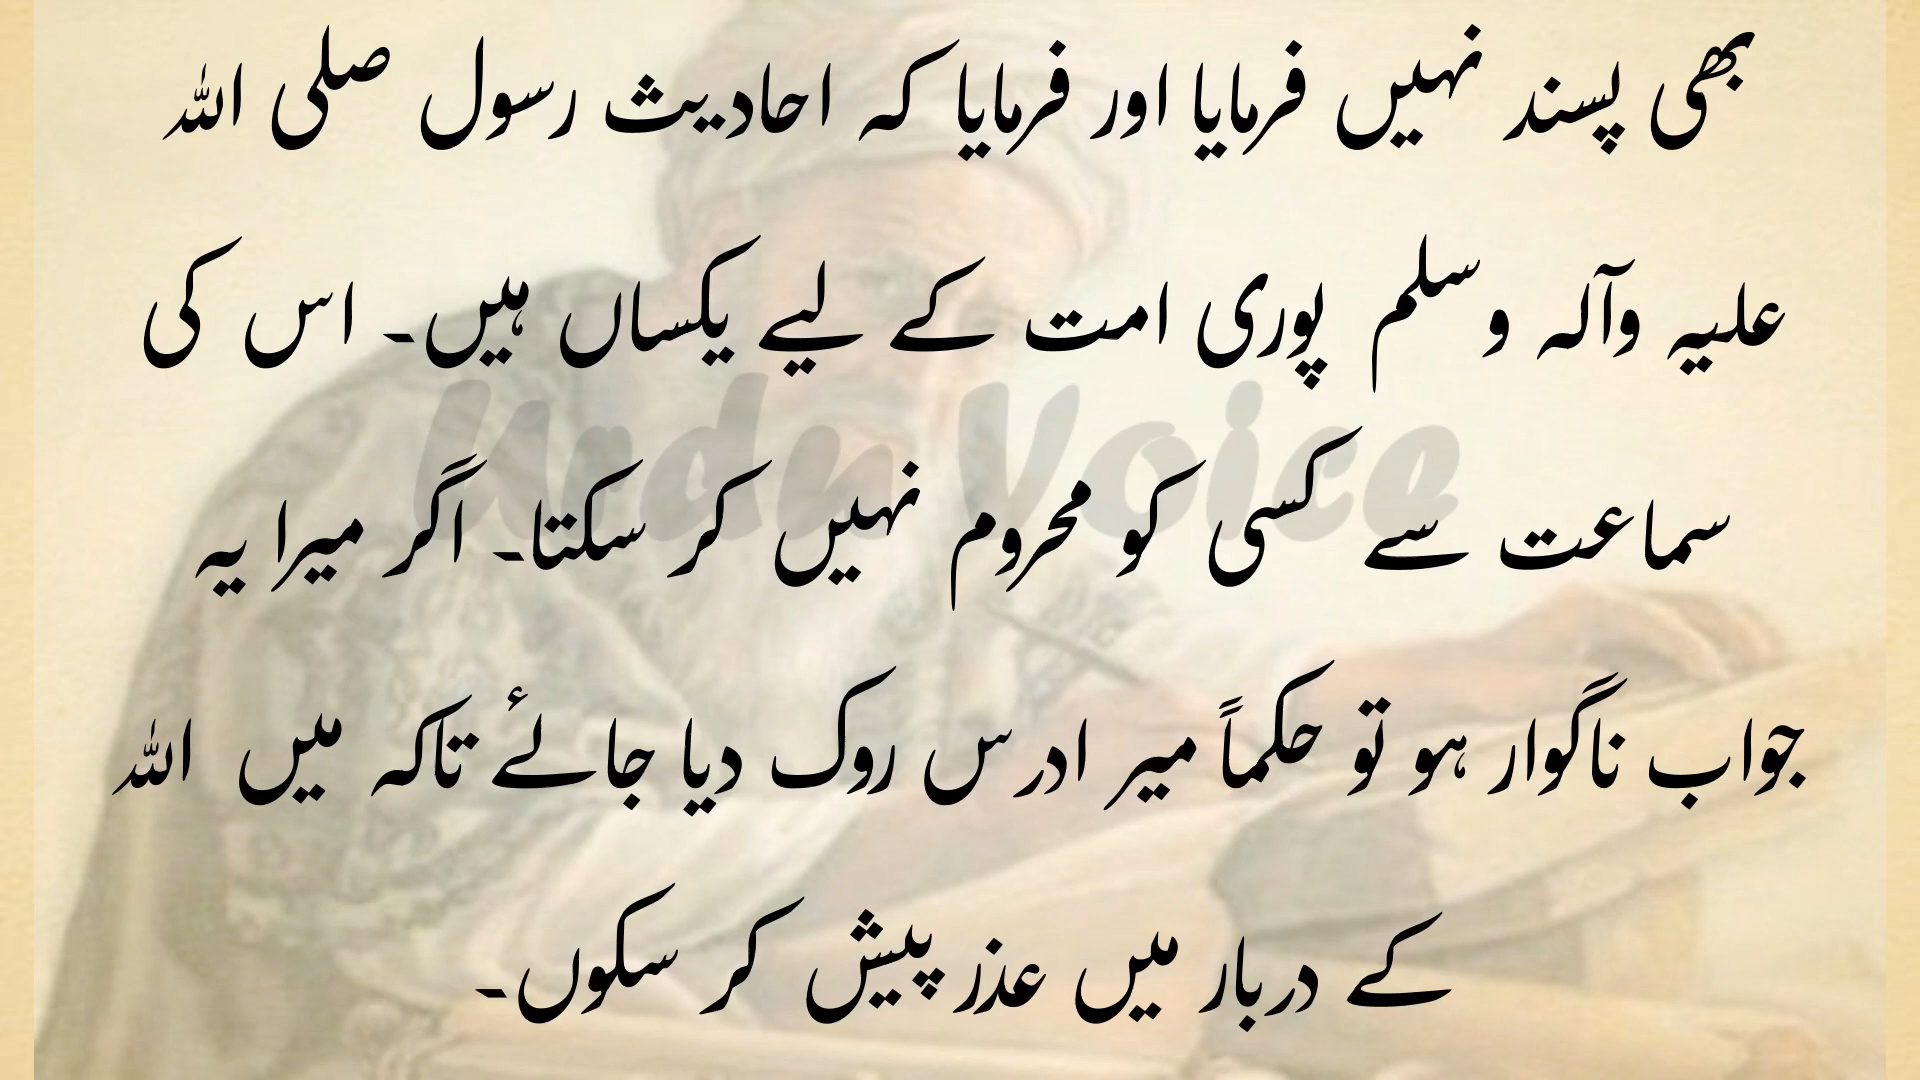 بھی پسند نہیں فرمایا اور فرمایا کہ احادیث رسول صلی اللہ
علیہ وآلہ وسلم پوری امت کے لیے یکساں ہیں۔ اس کی
Urdu Voice
سماعت سے کسی کو محروم نہیں کر سکتا۔ اگر میرا یہ
جواب ناگوار ہو تو حکماً میر ادرس روک دیا جائے تاکہ میں اللہ
کے دربار میں عذر پیش کر سکوں۔